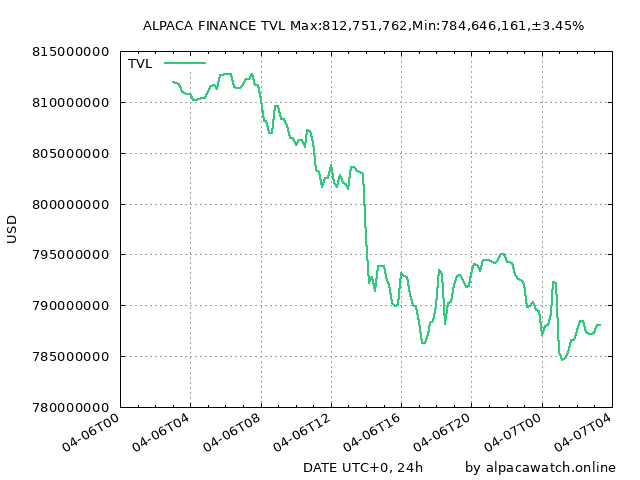 ALPACA FINANCE TVL Max:812,751,762,Min:784,646,161,±3.45%
815000000
TVL
810000000
805000000
800000000
795000000
790000000
785000000
780000000
USD
04-06T00
04-06T04
04-06T08
04-06T12
04-06T16
04-06T20
04-07T00
04-07T04
DATE UTC+0, 24h
by alpacawatch.online